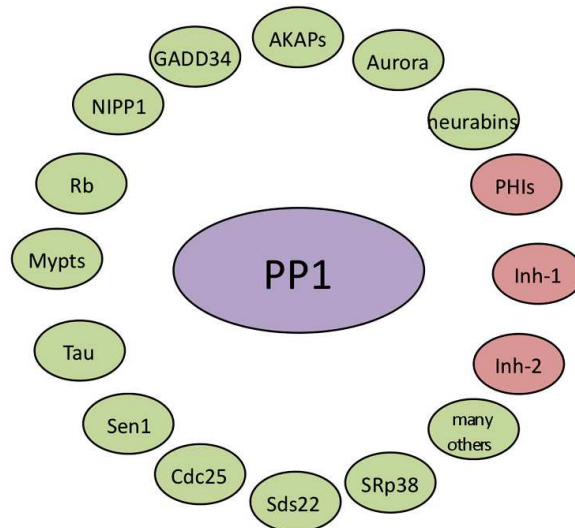 AKAPs
GADD34
Aurora
NIPP1
neurabins
Rb
PHIs
Mypts
PP1
Inh-1
Tau
Inh-2
Sen1
many
others
Cdc25
SRp38
Sds22